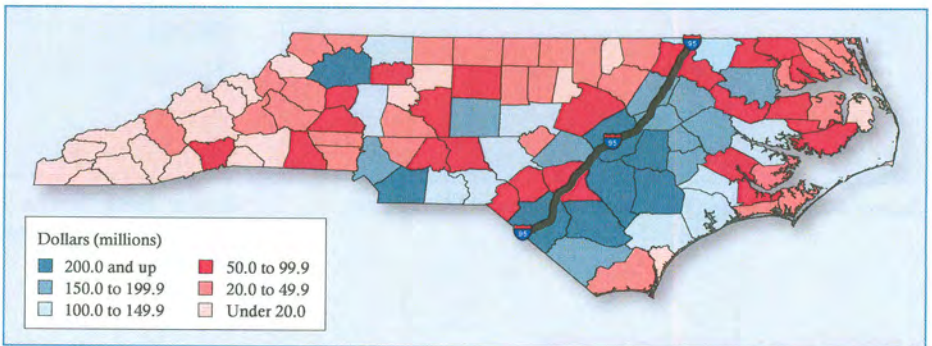 95
95
95
Dollars (millions)
200.0 and up
150.0 to 199.9
100.0 to 149.9
50.0 to 99.9
20.0 to 49.9
Under 20.0